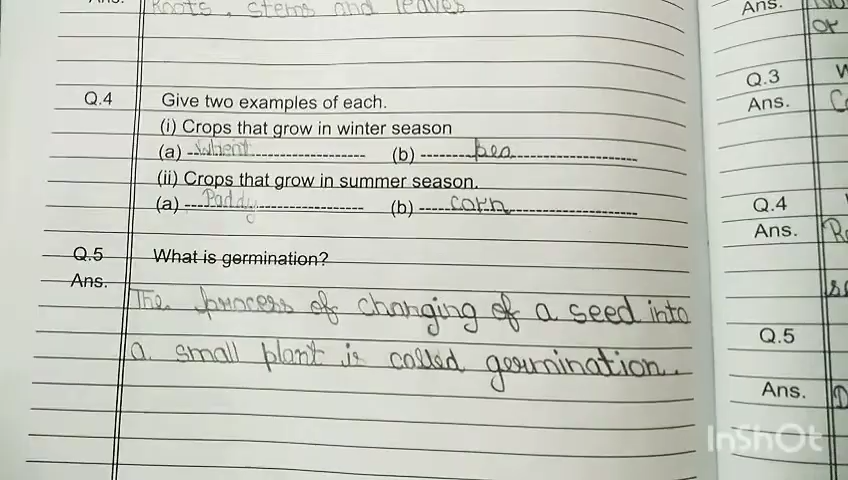 Ans.
Roots, stems and leaves
Q.4 Give two examples of each.
(i) Crops that grow in winter season
(a) Wheat (b) pea
(ii) Crops that grow in summer season.
(a) Paddy (b) corn
Q.5 What is germination?
Ans.
The process of changing of a seed into
a small plant is called germination.
Ans.
or
Q.3
Ans.
Q.4
Ans.
Q.5
Ans.
InShOt